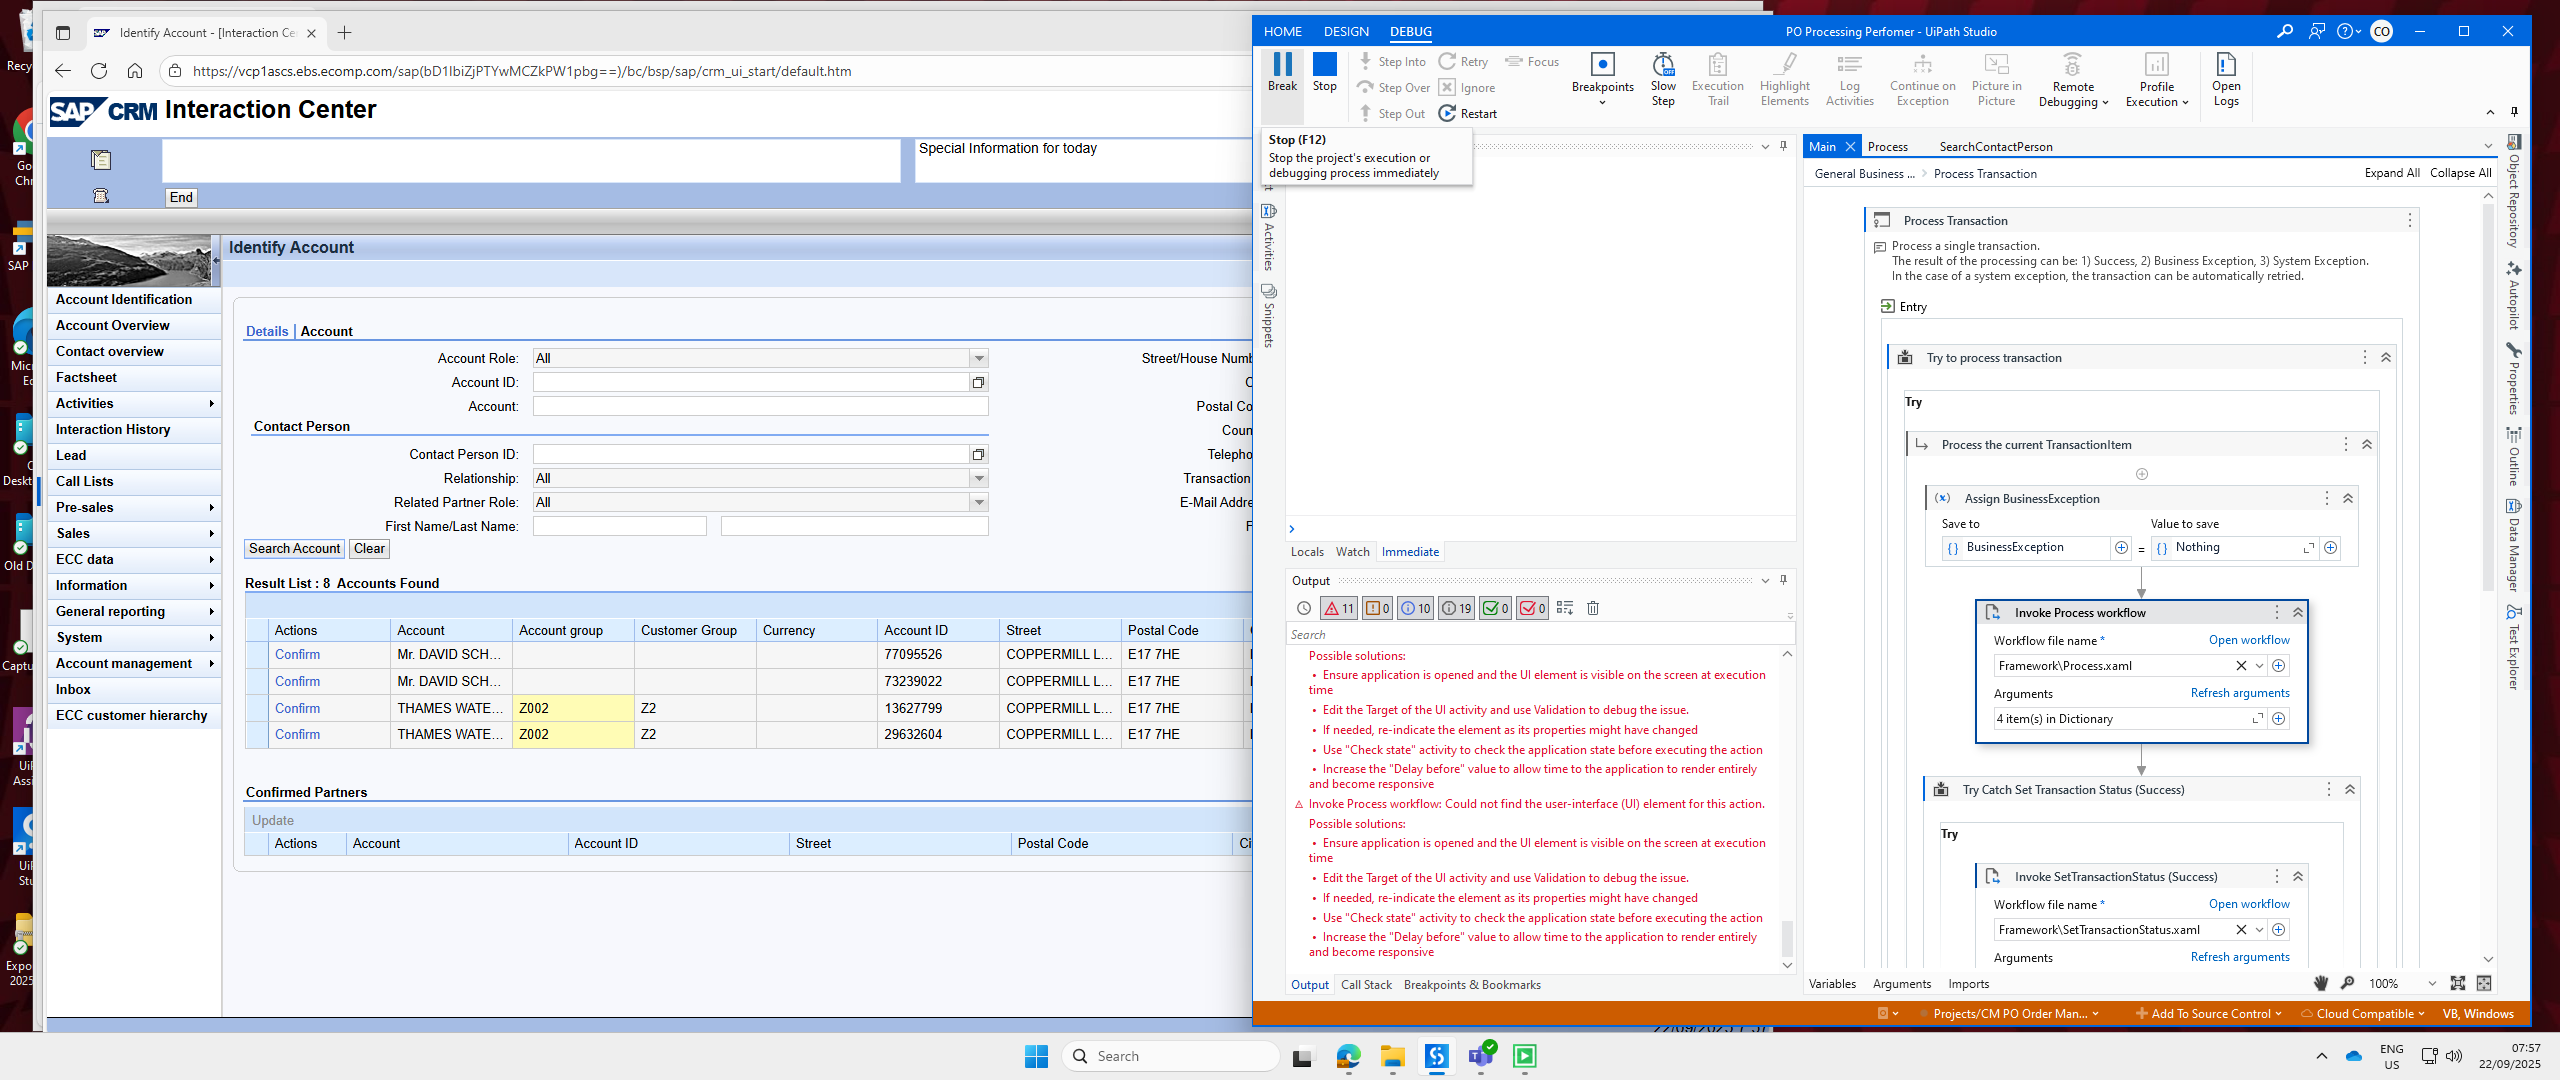 Identify Account - [Interaction Ce
https://vcp1ascs.ebs.ecomp.com/sap(bD1lbiZjPTYwMCZkPW1pbg==)/bc/bsp/sap/crm_ui_start/default.htm
SAP CRM Interaction Center
Special Information for today
End
Identify Account
Account Identification
Account Overview
Contact overview
Factsheet
Activities
Interaction History
Lead
Call Lists
Pre-sales
Sales
ECC data
Information
General reporting
System
Account management
Inbox
ECC customer hierarchy
Details | Account
Account Role: All
Account ID:
Account:
Contact Person
Contact Person ID:
Relationship: All
Related Partner Role: All
First Name/Last Name:
Street/House Numb
Postal Co
Coun
Telepho
Transaction
E-Mail Addre
Search Account Clear
Result List : 8 Accounts Found
Actions Account Account group Customer Group Currency Account ID Street Postal Code
Confirm Mr. DAVID SCH... 77095526 COPPERMILL L... E17 7HE
Confirm Mr. DAVID SCH... 73239022 COPPERMILL L... E17 7HE
Confirm THAMES WATE... Z002 Z2 13627799 COPPERMILL L... E17 7HE
Confirm THAMES WATE... Z002 Z2 29632604 COPPERMILL L... E17 7HE
Confirmed Partners
Update
Actions Account Account ID Street Postal Code Ci
HOME DESIGN DEBUG PO Processing Perfomer - UiPath Studio CO
Break Stop
Step Into Retry Focus
Step Over Ignore
Step Out Restart
Breakpoints
Slow Step
Execution Trail
Highlight Elements
Log Activities
Continue on Exception
Picture in Picture
Remote Debugging
Profile Execution
Open Logs
Stop (F12)
Stop the project's execution or
debugging process immediately
Activities
Snippets
Locals Watch Immediate
Output
11 0 10 19 0 0
Search
Possible solutions:
• Ensure application is opened and the UI element is visible on the screen at execution
time
• Edit the Target of the UI activity and use Validation to debug the issue.
• If needed, re-indicate the element as its properties might have changed
• Use "Check state" activity to check the application state before executing the action
• Increase the "Delay before" value to allow time to the application to render entirely
and become responsive
Invoke Process workflow: Could not find the user-interface (UI) element for this action.
Possible solutions:
• Ensure application is opened and the UI element is visible on the screen at execution
time
• Edit the Target of the UI activity and use Validation to debug the issue.
• If needed, re-indicate the element as its properties might have changed
• Use "Check state" activity to check the application state before executing the action
• Increase the "Delay before" value to allow time to the application to render entirely
and become responsive
Output Call Stack Breakpoints & Bookmarks
Main Process SearchContactPerson
General Business ... Process Transaction Expand All Collapse All
Process Transaction
Process a single transaction.
The result of the processing can be: 1) Success, 2) Business Exception, 3) System Exception.
In the case of a system exception, the transaction can be automatically retried.
Entry
Try to process transaction
Try
Process the current TransactionItem
Assign BusinessException
Save to Value to save
BusinessException = Nothing
Invoke Process workflow
Workflow file name * Open workflow
Framework\Process.xaml
Arguments Refresh arguments
4 item(s) in Dictionary
Try Catch Set Transaction Status (Success)
Try
Invoke SetTransactionStatus (Success)
Workflow file name * Open workflow
Framework\SetTransactionStatus.xaml
Arguments Refresh arguments
Variables Arguments Imports 100%
Object Repository
Autopilot
Properties
Outline
Data Manager
Test Explorer
Projects/CM PO Order Man... Add To Source Control Cloud Compatible VB, Windows
Recy
Go
Chr
SAP
Micr
Ec
C
Deskt
Old D
Captu
UiP
Assi
UiP
Stu
Expo
2025
Search
ENG
US
07:57
22/09/2025